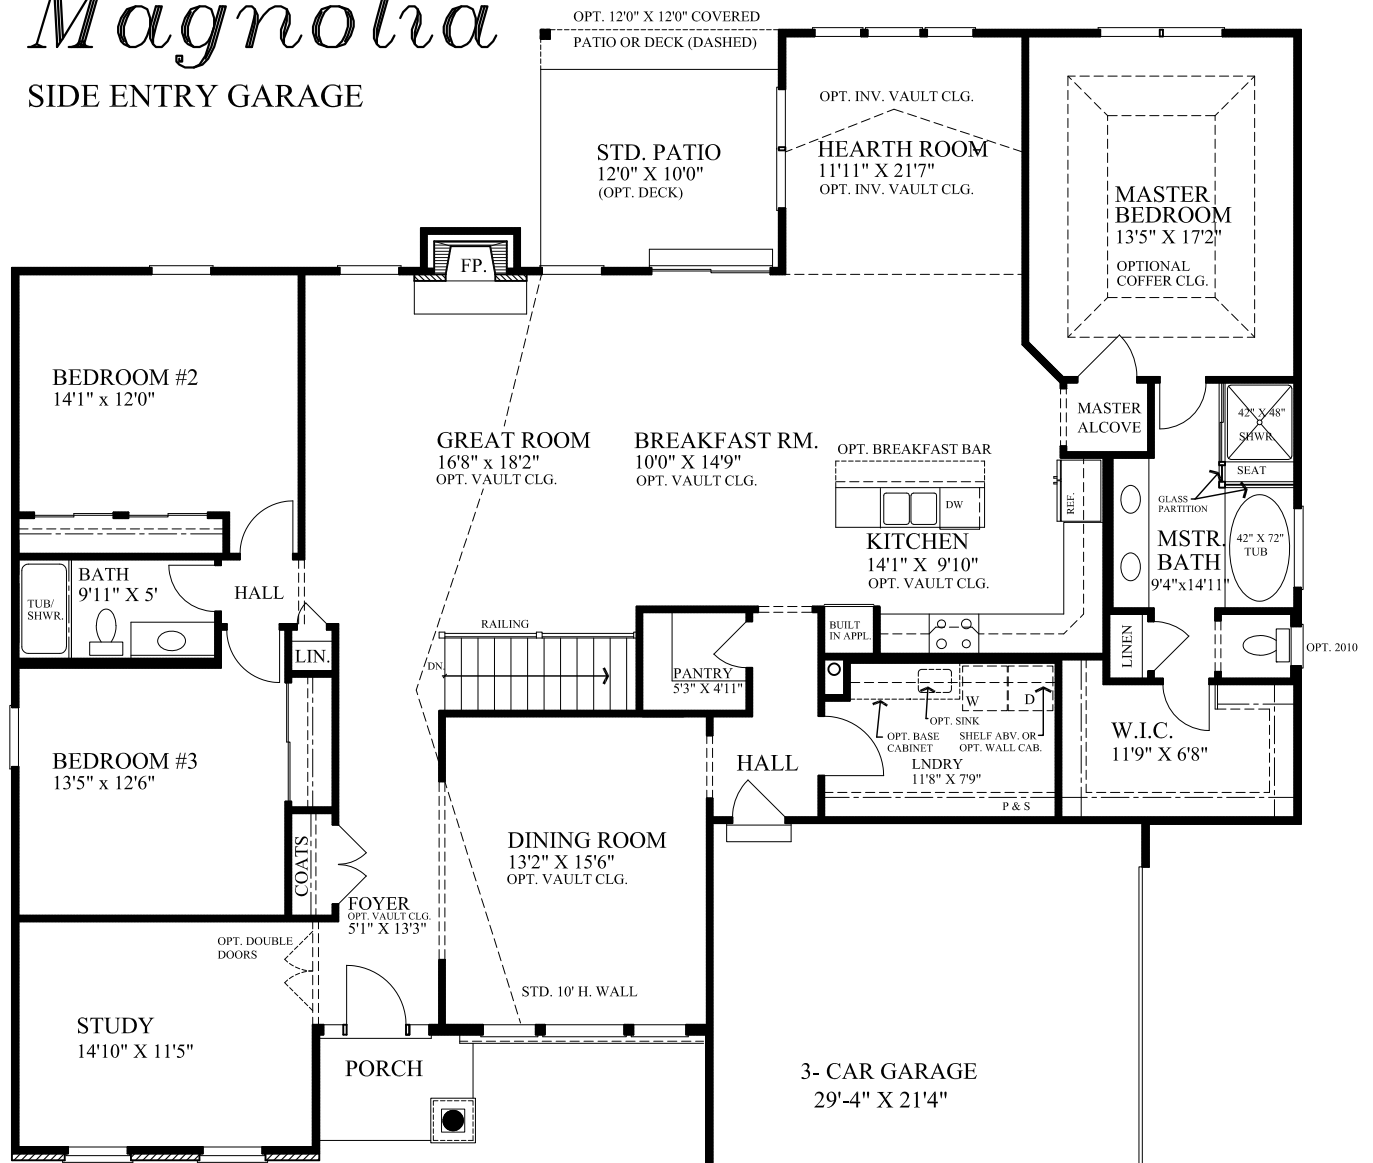 Magnolia
SIDE ENTRY GARAGE
OPT. 12'0" X 12'0" COVERED
PATIO OR DECK (DASHED)
STD. PATIO
12'0" X 10'0"
(OPT. DECK)
OPT. INV. VAULT CLG.
HEARTH ROOM
11'11" X 21'7"
OPT. INV. VAULT CLG.
MASTER
BEDROOM
13'5" X 17'2"
OPTIONAL
COFFER CLG.
FP.
BEDROOM #2
14'1" x 12'0"
GREAT ROOM
16'8" x 18'2"
OPT. VAULT CLG.
BREAKFAST RM.
10'0" X 14'9"
OPT. VAULT CLG.
OPT. BREAKFAST BAR
DW
KITCHEN
14'1" X 9'10"
OPT. VAULT CLG.
REF.
MASTER
ALCOVE
42" X 48"
SHWR.
SEAT
GLASS
PARTITION
MSTR.
BATH
9'4"x14'11"
42" X 72"
TUB
BATH
9'11" X 5'
TUB/
SHWR.
HALL
LIN.
RAILING
DN.
PANTRY
5'3" X 4'11"
BUILT
IN APPL.
LINEN
OPT. 2010
W
D
OPT. SINK
OPT. BASE
CABINET
SHELF ABV. OR
OPT. WALL CAB.
LNDRY
11'8" X 7'9"
P & S
W.I.C.
11'9" X 6'8"
HALL
BEDROOM #3
13'5" x 12'6"
DINING ROOM
13'2" X 15'6"
OPT. VAULT CLG.
COATS
FOYER
OPT. VAULT CLG.
5'1" X 13'3"
OPT. DOUBLE
DOORS
STD. 10' H. WALL
STUDY
14'10" X 11'5"
PORCH
3- CAR GARAGE
29'-4" X 21'4"